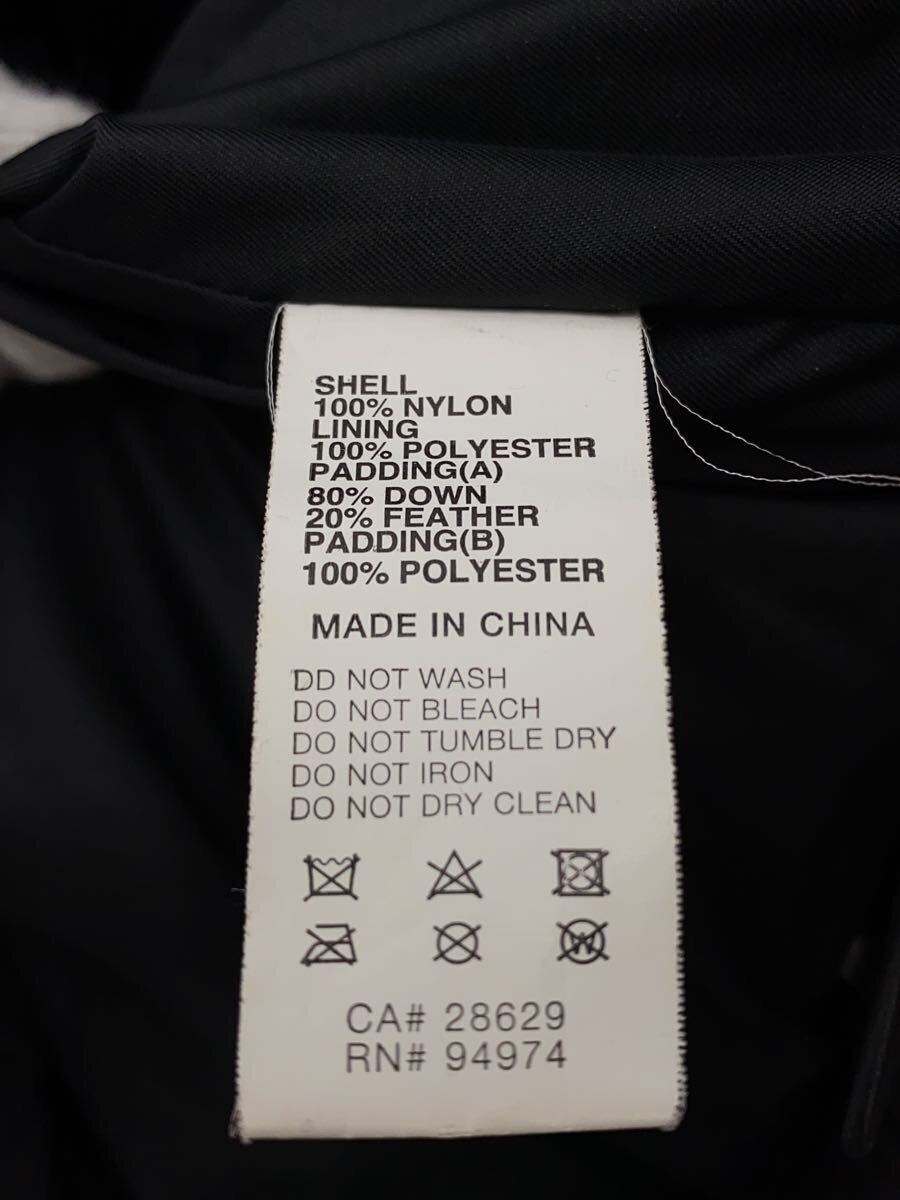 SHELL
100% NYLON
LINING
100% POLYESTER
PADDING(A)
80% DOWN
20% FEATHER
PADDING(B)
100% POLYESTER
MADE IN CHINA
DO NOT WASH
DO NOT BLEACH
DO NOT TUMBLE DRY
DO NOT IRON
DO NOT DRY CLEAN
W
CA# 28629
RN# 94974